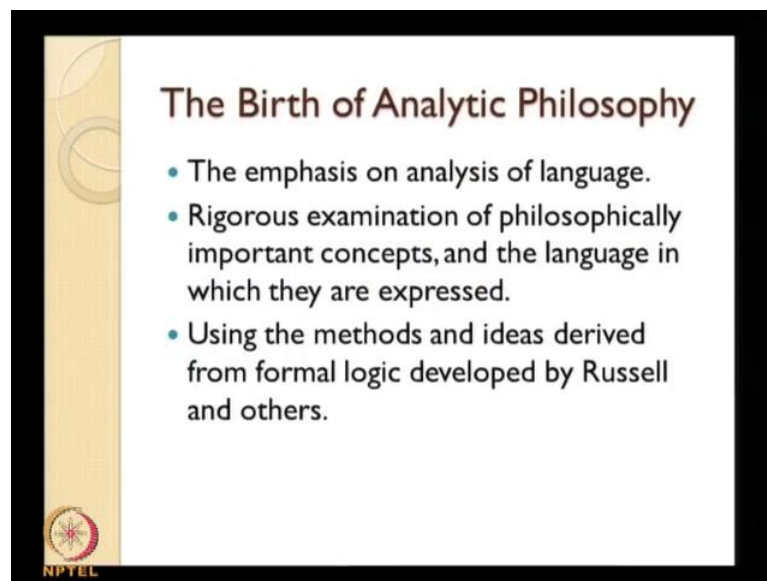 The Birth of Analytic Philosophy
• The emphasis on analysis of language.
• Rigorous examination of philosophically
important concepts, and the language in
which they are expressed.
• Using the methods and ideas derived
from formal logic developed by Russell
and others.
NPTEL